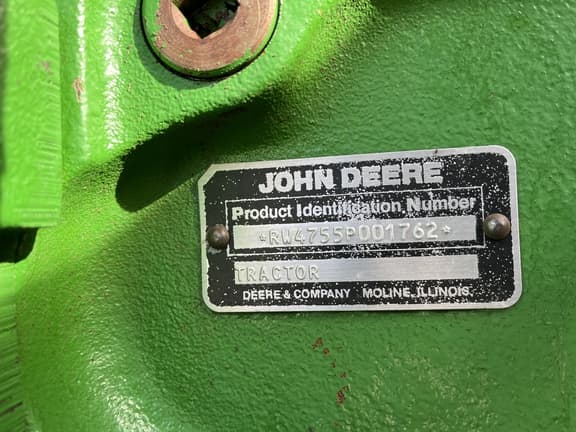 JOHN DEERE
Product Identification Number
*RW4755P001762*
TRACTOR
DEERE & COMPANY MOLINE, ILLINOIS